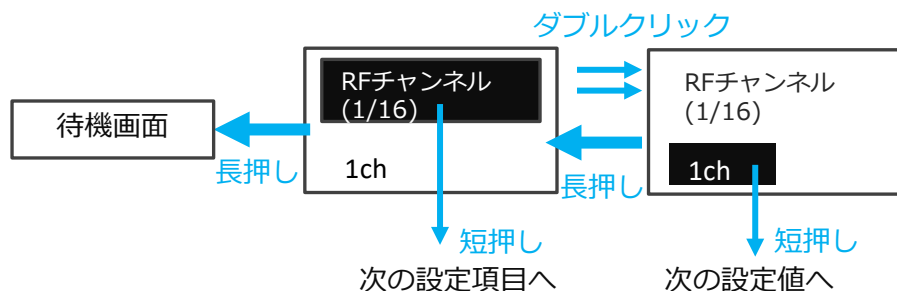 ダブルクリック
RFチャンネル
(1/16)
1ch
RFチャンネル
(1/16)
1ch
待機画面
長押し
長押し
短押し
短押し
次の設定項目へ
次の設定値へ